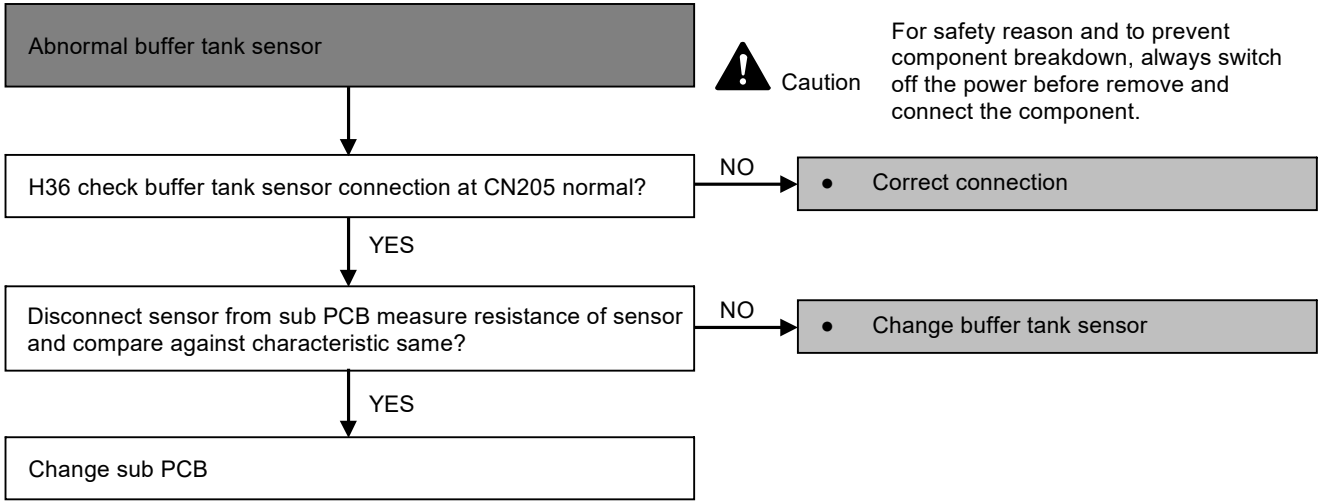 Abnormal buffer tank sensor
Caution
For safety reason and to prevent
component breakdown, always switch
off the power before remove and
connect the component.
H36 check buffer tank sensor connection at CN205 normal?
NO
● Correct connection
YES
Disconnect sensor from sub PCB measure resistance of sensor
and compare against characteristic same?
NO
● Change buffer tank sensor
YES
Change sub PCB